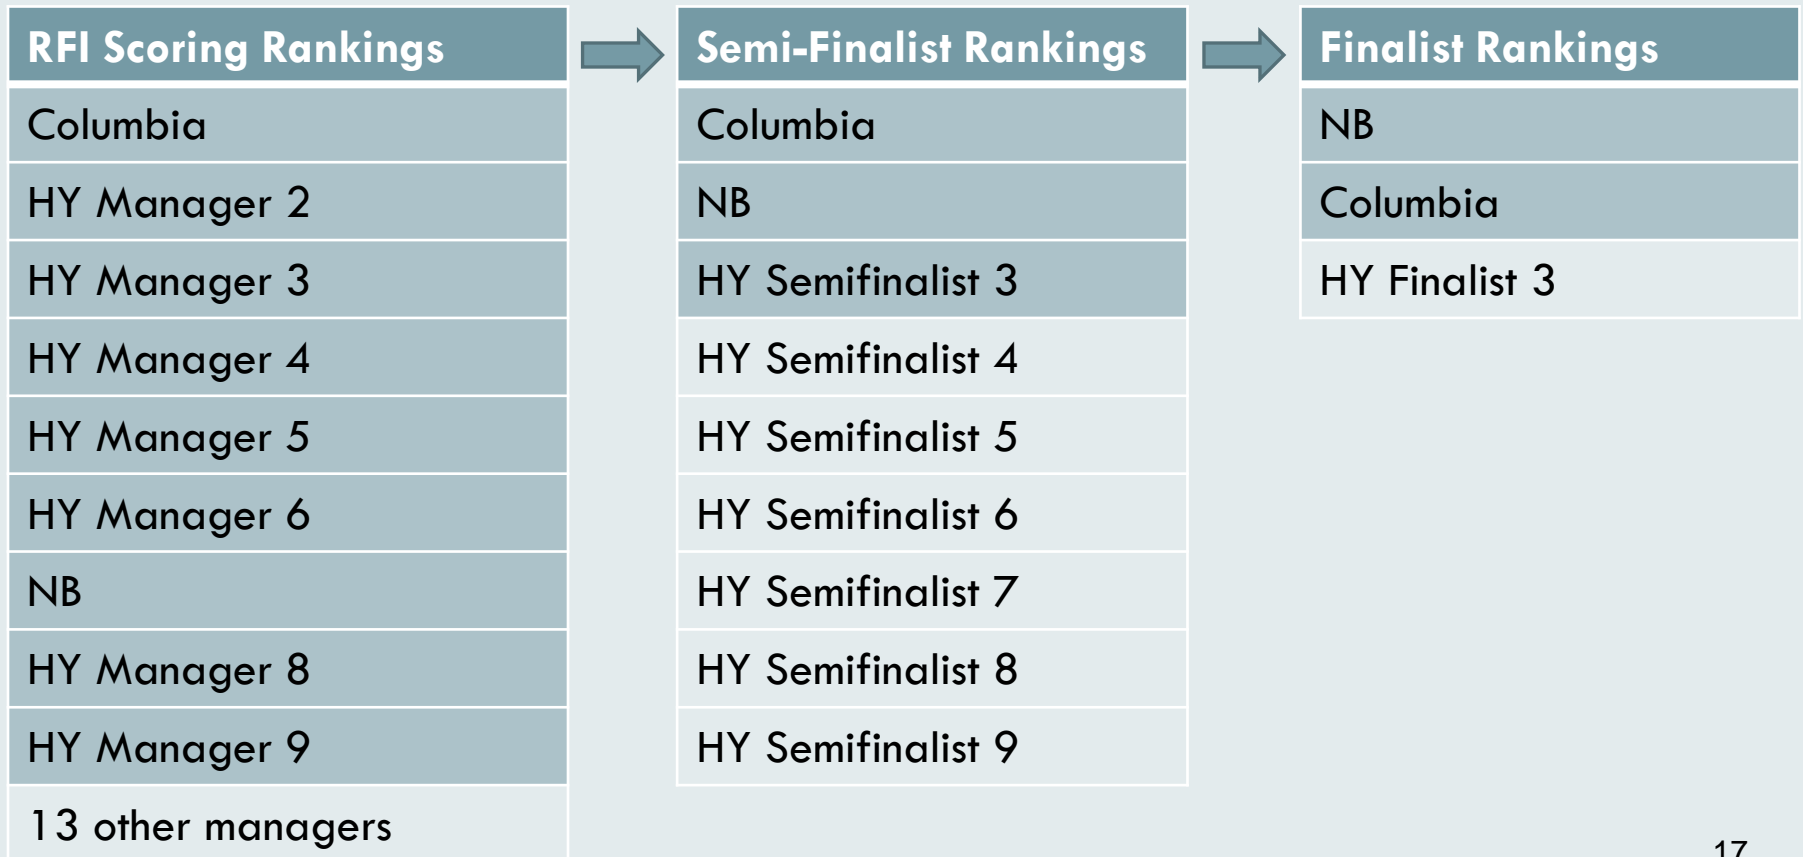 RFI Scoring Rankings
Columbia
HY Manager 2
HY Manager 3
HY Manager 4
HY Manager 5
HY Manager 6
NB
HY Manager 8
HY Manager 9
13 other managers
Semi-Finalist Rankings
Columbia
NB
HY Semifinalist 3
HY Semifinalist 4
HY Semifinalist 5
HY Semifinalist 6
HY Semifinalist 7
HY Semifinalist 8
HY Semifinalist 9
Finalist Rankings
NB
Columbia
HY Finalist 3
17